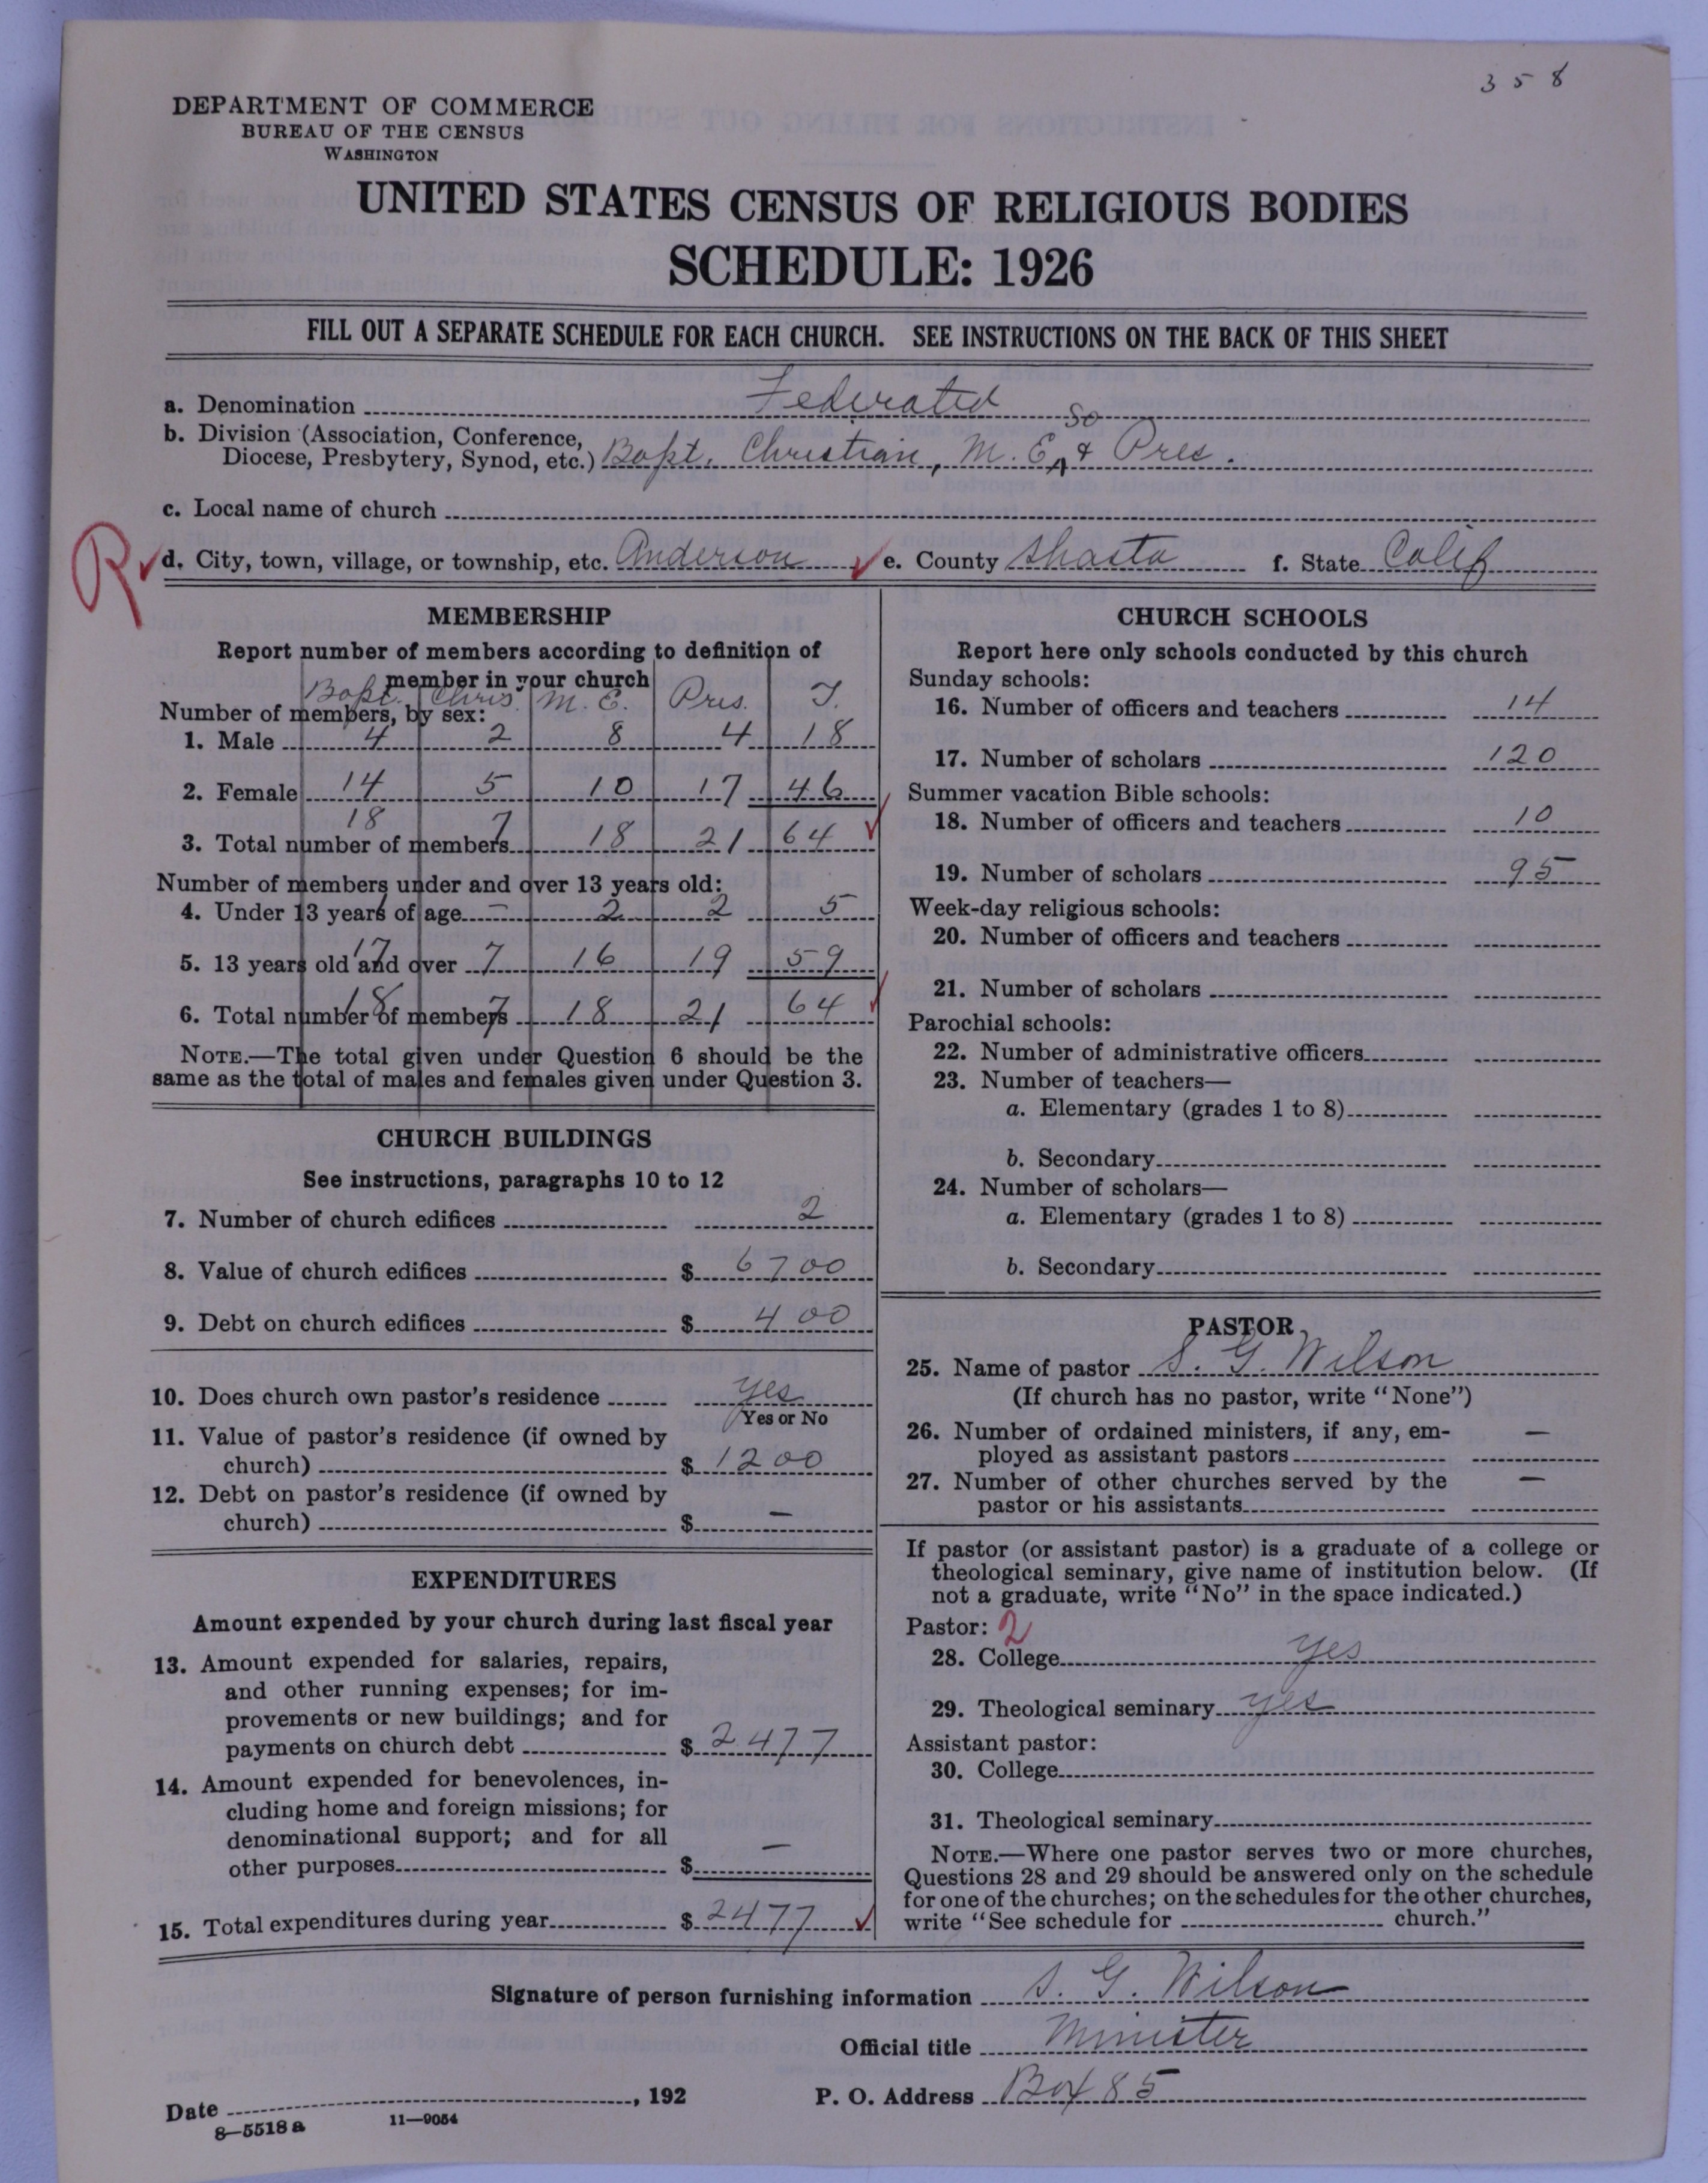 358
DEPARTMENT OF COMMERCE
BUREAU OF THE CENSUS
WASHINGTON
UNITED STATES CENSUS OF RELIGIOUS BODIES
SCHEDULE: 1926
FILL OUT A SEPARATE SCHEDULE FOR EACH CHURCH. SEE INSTRUCTIONS ON THE BACK OF THIS SHEET
a. Denomination Federated
b. Division (Association, Conference,
Diocese, Presbytery, Synod, etc.) Bapt. Christian, M. E. So & Pres.
c. Local name of church
R d. City, town, village, or township, etc. Anderson e. County Shasta f. State Calif
MEMBERSHIP
Report number of members according to definition of
member in your church
Bapt. Chris. M. E. Pres. T.
Number of members, by sex:
1. Male 4 2 8 4 18
2. Female 14 5 10 17 46
3. Total number of members 18 7 18 21 64
Number of members under and over 13 years old:
4. Under 13 years of age 1 - 2 2 5
5. 13 years old and over 17 7 16 19 59
6. Total number of members 18 7 18 21 64
NOTE.—The total given under Question 6 should be the
same as the total of males and females given under Question 3.
CHURCH BUILDINGS
See instructions, paragraphs 10 to 12
7. Number of church edifices 2
8. Value of church edifices $ 6700
9. Debt on church edifices $ 400
10. Does church own pastor's residence yes
Yes or No
11. Value of pastor's residence (if owned by
church) $ 1200
12. Debt on pastor's residence (if owned by
church) $ —
EXPENDITURES
Amount expended by your church during last fiscal year
13. Amount expended for salaries, repairs,
and other running expenses; for im-
provements or new buildings; and for
payments on church debt $ 2477
14. Amount expended for benevolences, in-
cluding home and foreign missions; for
denominational support; and for all
other purposes $ —
15. Total expenditures during year $ 2477
CHURCH SCHOOLS
Report here only schools conducted by this church
Sunday schools:
16. Number of officers and teachers 14
17. Number of scholars 120
Summer vacation Bible schools:
18. Number of officers and teachers 10
19. Number of scholars 95
Week-day religious schools:
20. Number of officers and teachers
21. Number of scholars
Parochial schools:
22. Number of administrative officers
23. Number of teachers—
a. Elementary (grades 1 to 8)
b. Secondary
24. Number of scholars—
a. Elementary (grades 1 to 8)
b. Secondary
PASTOR
25. Name of pastor S. G. Wilson
(If church has no pastor, write "None")
26. Number of ordained ministers, if any, em-
ployed as assistant pastors —
27. Number of other churches served by the
pastor or his assistants —
If pastor (or assistant pastor) is a graduate of a college or
theological seminary, give name of institution below. (If
not a graduate, write "No" in the space indicated.)
Pastor: 2
28. College yes
29. Theological seminary yes
Assistant pastor:
30. College
31. Theological seminary
NOTE.—Where one pastor serves two or more churches,
Questions 28 and 29 should be answered only on the schedule
for one of the churches; on the schedules for the other churches,
write "See schedule for church."
Signature of person furnishing information S. G. Wilson
Official title Minister
Date , 192 P. O. Address Box 85
8—5518 a 11—9054